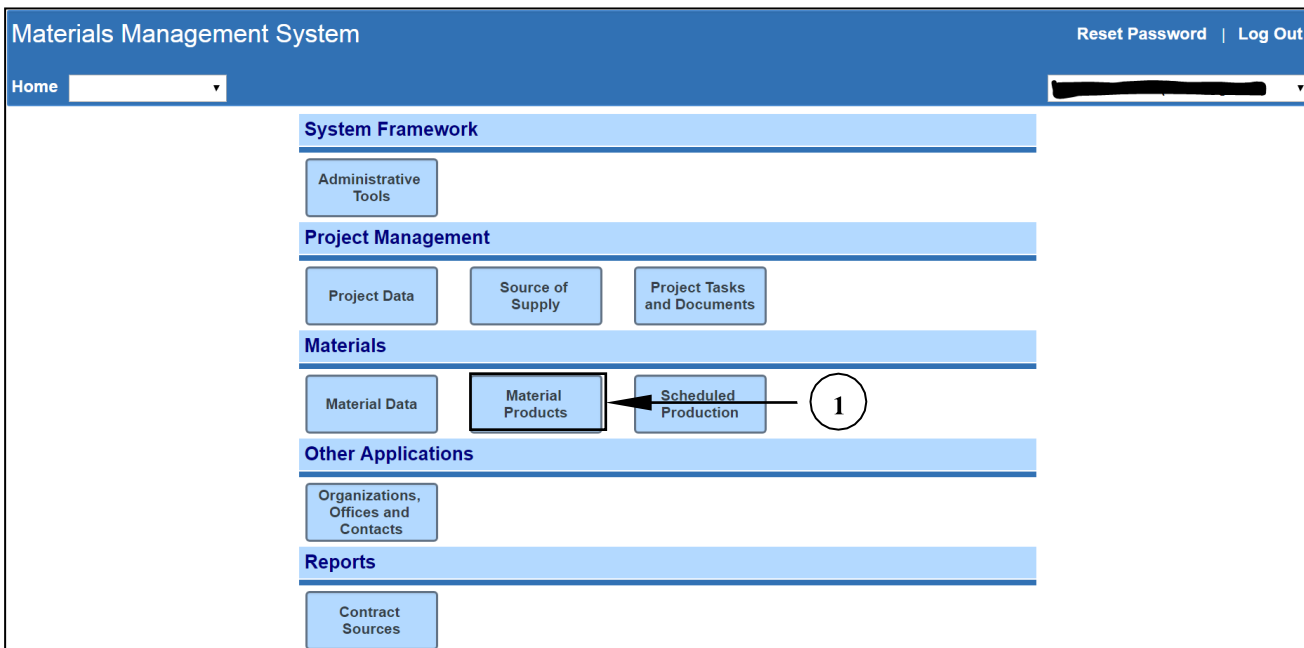 Materials Management System
Reset Password | Log Out
Home
System Framework
Administrative
Tools
Project Management
Project Data
Source of
Supply
Project Tasks
and Documents
Materials
Material Data
Material
Products
Scheduled
Production
1
Other Applications
Organizations,
Offices and
Contacts
Reports
Contract
Sources